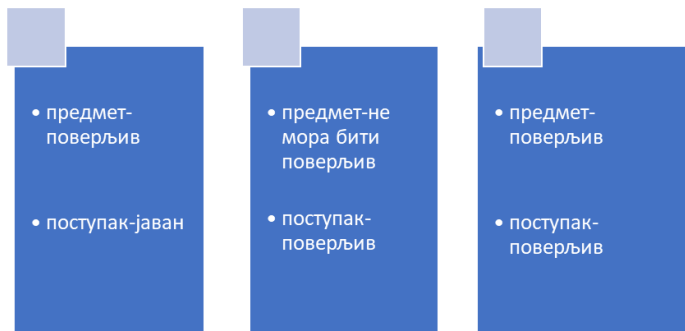 • предмет-
поверљив
• поступак-јаван
• предмет-не
мора бити
поверљив
• поступак-
поверљив
• предмет-
поверљив
• поступак-
поверљив